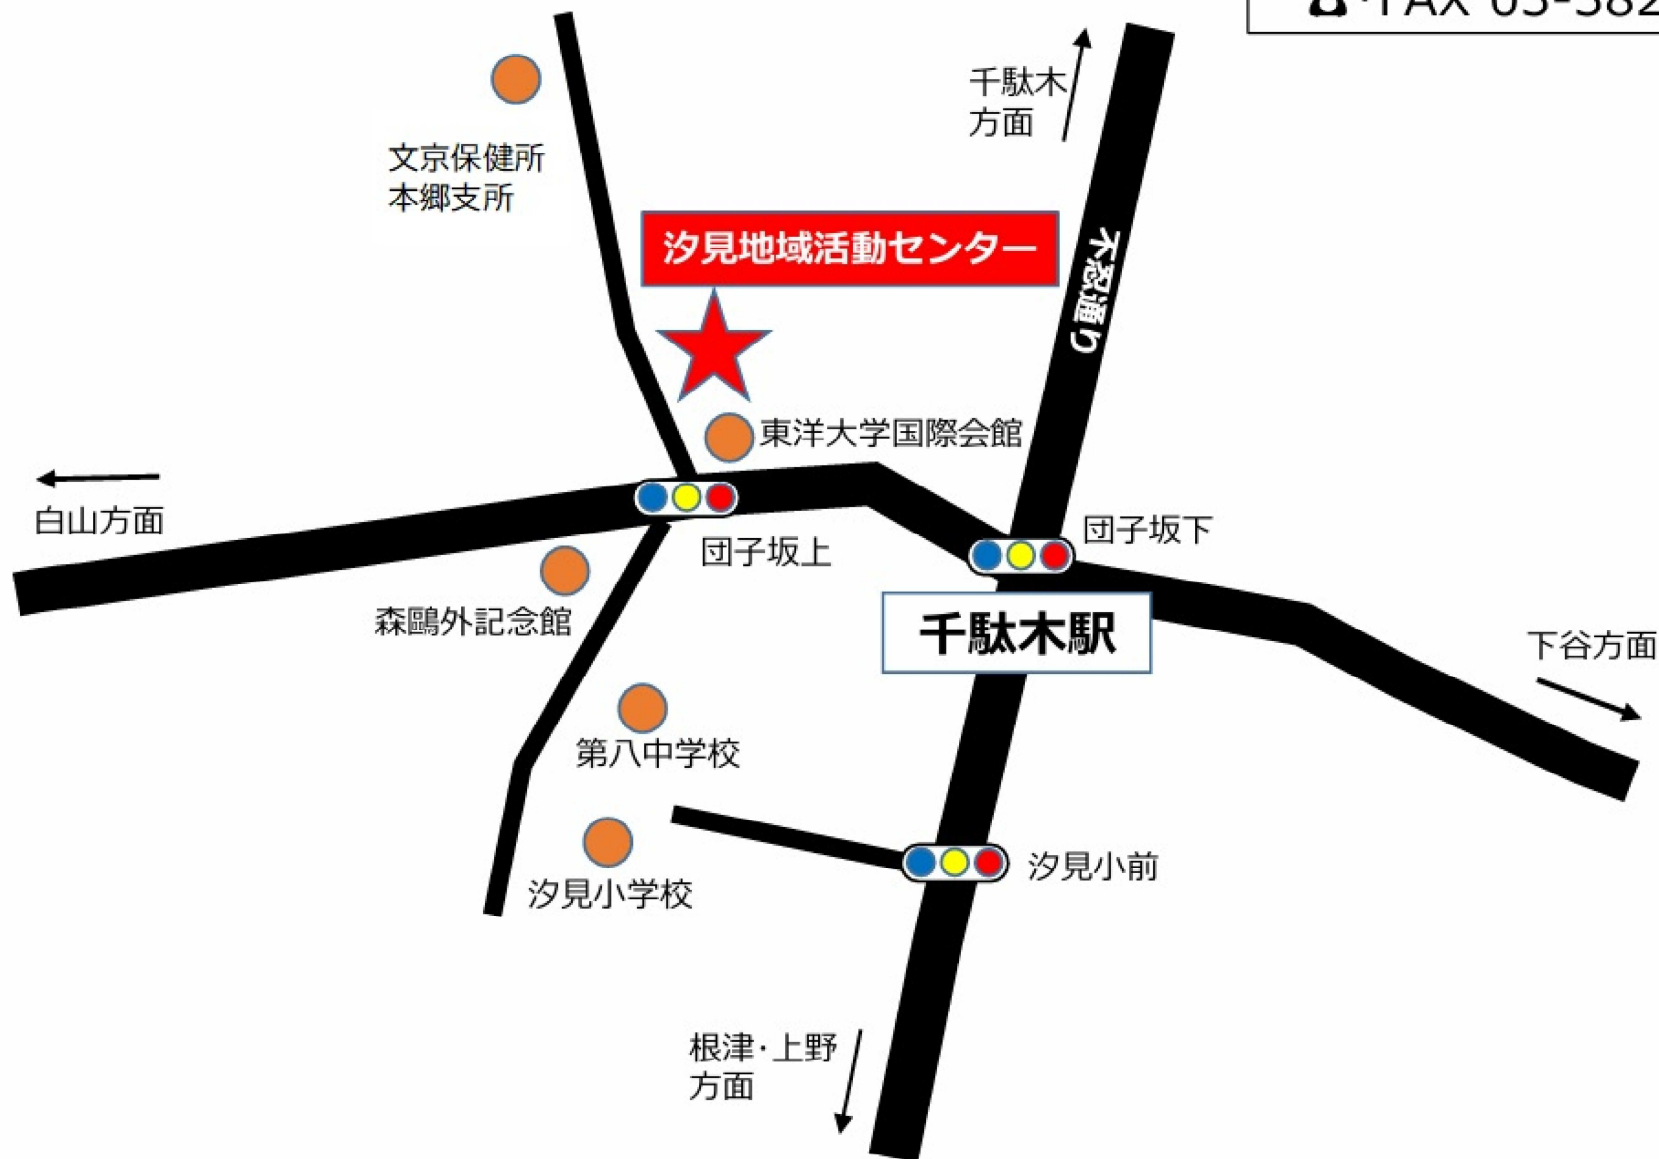 ☎·FAX 03-382
千駄木
方面
文京保健所
本郷支所
汐見地域活動センター
不忍通り
東洋大学国際会館
白山方面
団子坂上
団子坂下
森鷗外記念館
千駄木駅
下谷方面
第八中学校
汐見小前
汐見小学校
根津·上野
方面